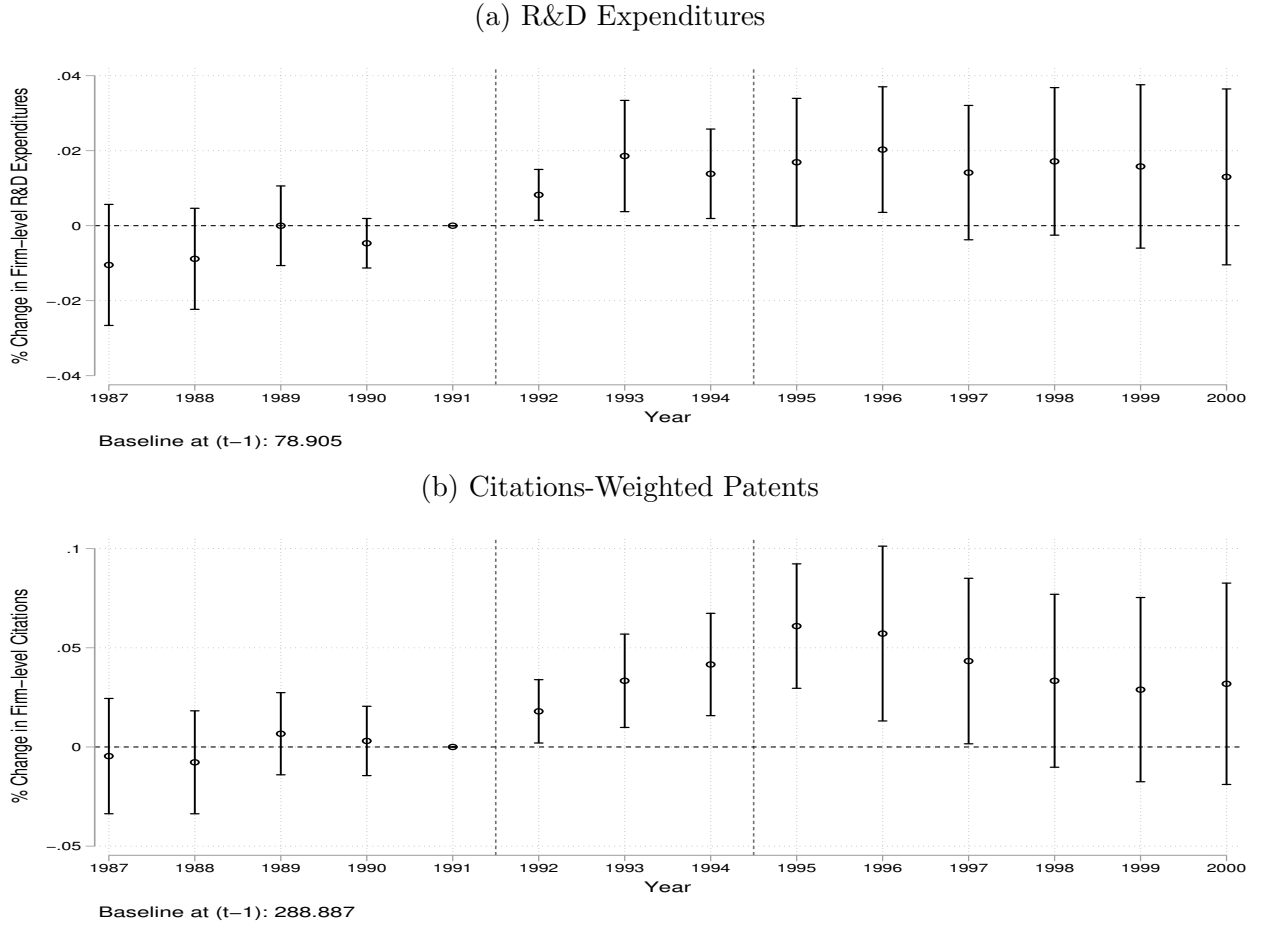 (a) R&D Expenditures
% Change in Firm−level R&D Expenditures
.04
.02
0
−.02
−.04
1987 1988 1989 1990 1991 1992 1993 1994 1995 1996 1997 1998 1999 2000
Year
Baseline at (t−1): 78.905
(b) Citations-Weighted Patents
% Change in Firm−level Citations
.1
.05
0
−.05
1987 1988 1989 1990 1991 1992 1993 1994 1995 1996 1997 1998 1999 2000
Year
Baseline at (t−1): 288.887